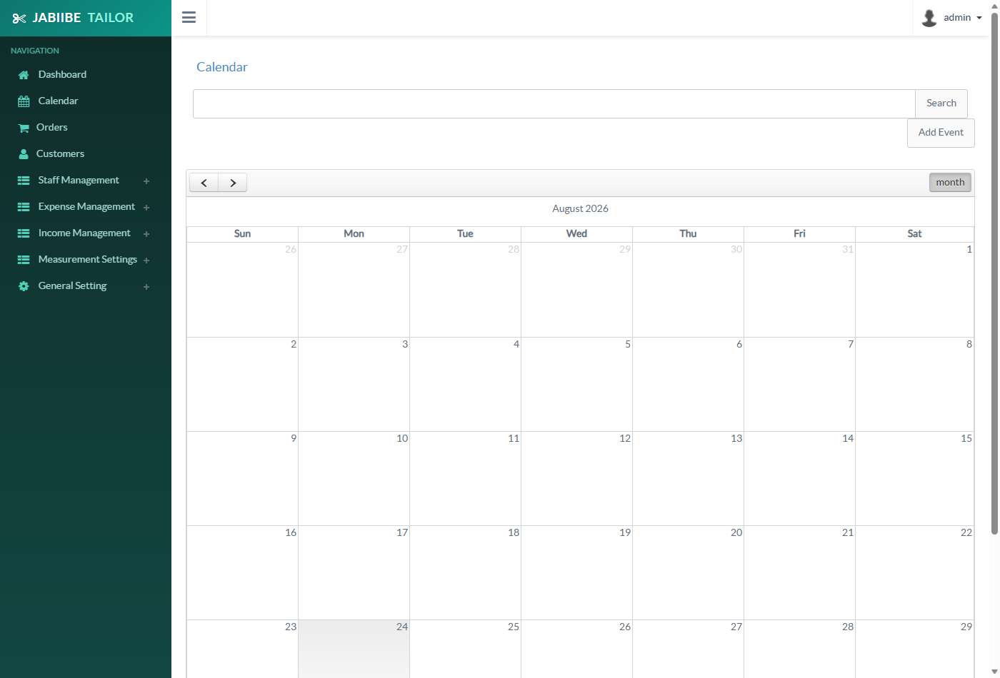 JABIIBE TAILOR
admin
NAVIGATION
Dashboard
Calendar
Orders
Customers
Staff Management +
Expense Management +
Income Management +
Measurement Settings +
General Setting +
Calendar
Search
Add Event
month
August 2026
Sun Mon Tue Wed Thu Fri Sat
26 27 28 29 30 31 1
2 3 4 5 6 7 8
9 10 11 12 13 14 15
16 17 18 19 20 21 22
23 24 25 26 27 28 29